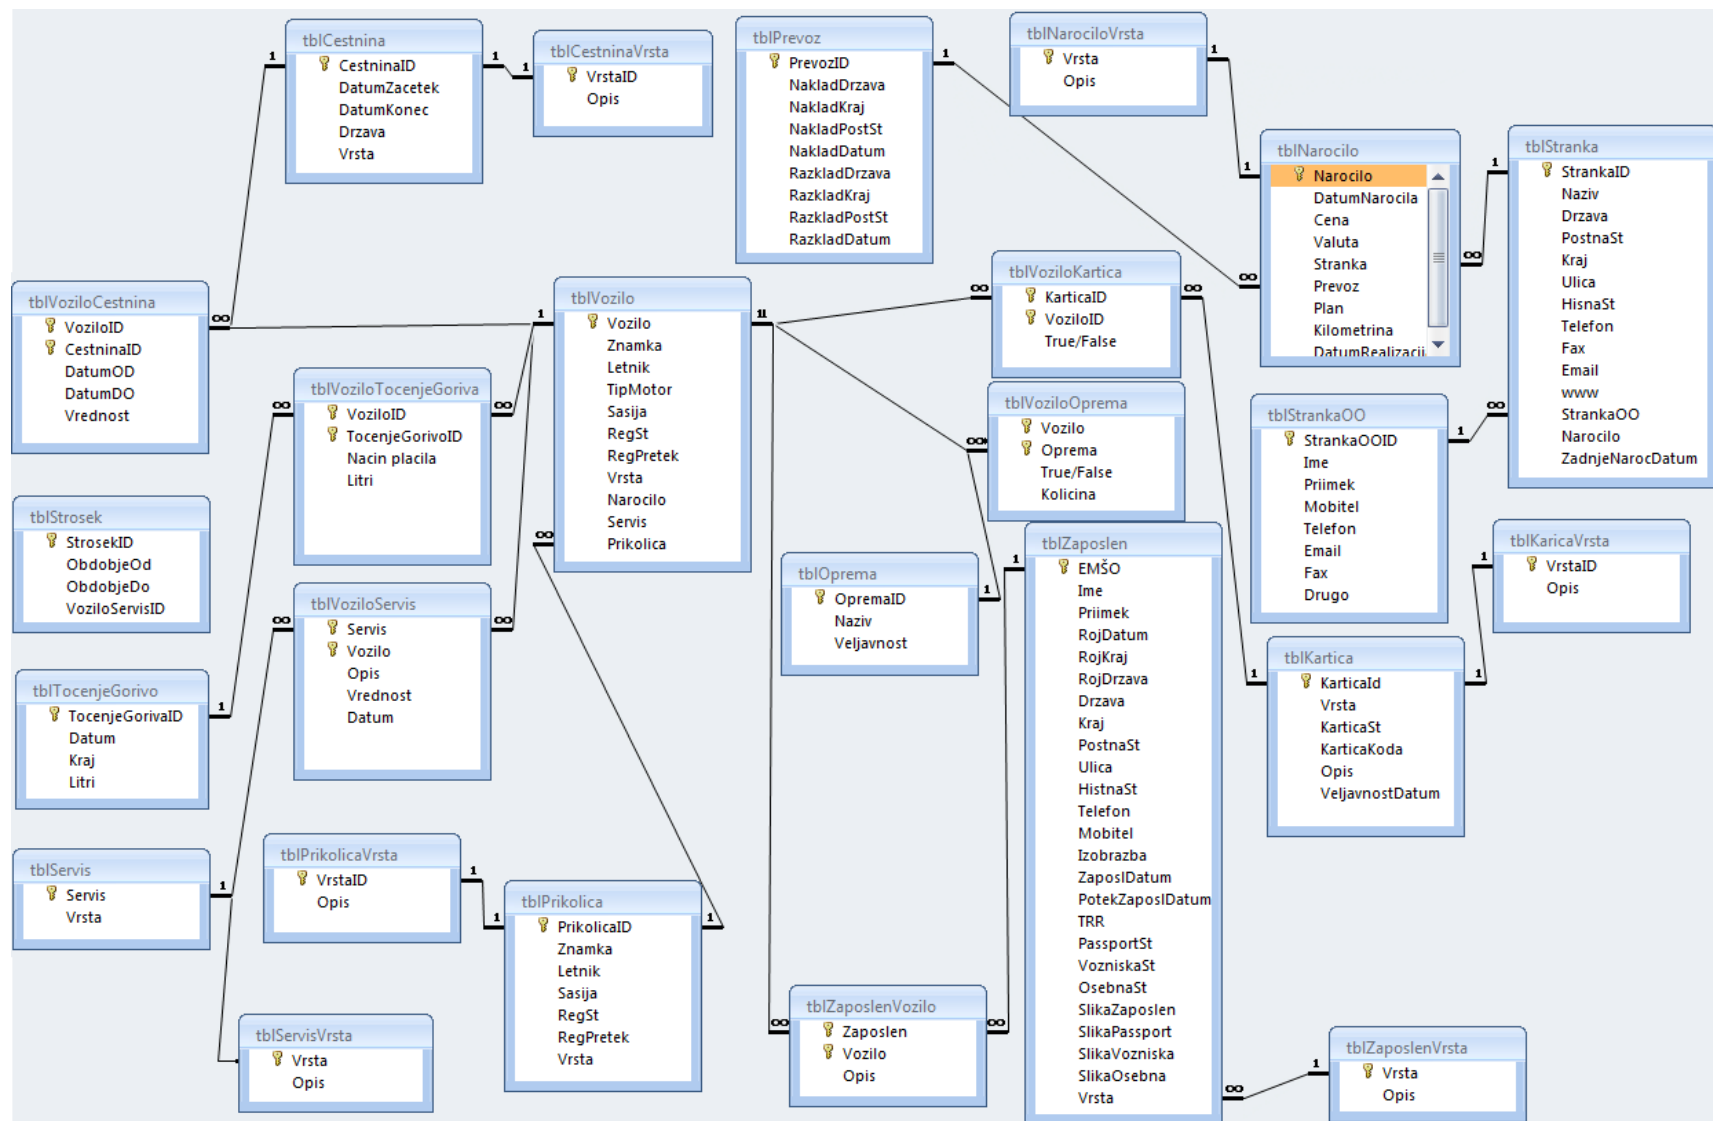 tblCestnina
CestninaID
DatumZacetek
DatumKonec
Drzava
Vrsta
tblCestninaVrsta
VrstaID
Opis
tblPrevoz
PrevozID
NakladDrzava
NakladKraj
NakladPostSt
NakladDatum
RazkladDrzava
RazkladKraj
RazkladPostSt
RazkladDatum
tblNarociloVrsta
Vrsta
Opis
tblNarocilo
Narocilo
DatumNarocila
Cena
Valuta
Stranka
Prevoz
Plan
Kilometrina
DatumRealizacij
tblStranka
StrankaID
Naziv
Drzava
PostnaSt
Kraj
Ulica
HisnaSt
Telefon
Fax
Email
www
StrankaOO
Narocilo
ZadnjeNarocDatum
tblVoziloCestnina
VoziloID
CestninaID
DatumOD
DatumDO
Vrednost
tblVoziloTocenjeGoriva
VoziloID
TocenjeGorivoID
Nacin placila
Litri
tblVozilo
Vozilo
Znamka
Letnik
TipMotor
Sasija
RegSt
RegPretek
Vrsta
Narocilo
Servis
Prikolica
tblVoziloKartica
KarticaID
VoziloID
True/False
tblVoziloOprema
Vozilo
Oprema
True/False
Kolicina
tblStrankaOO
StrankaOOID
Ime
Priimek
Mobitel
Telefon
Email
Fax
Drugo
tblStrosek
StrosekID
ObdobjeOd
ObdobjeDo
VoziloServisID
tblVoziloServis
Servis
Vozilo
Opis
Vrednost
Datum
tblOprema
OpremaID
Naziv
Veljavnost
tblZaposlen
EMŠO
Ime
Priimek
RojDatum
RojKraj
RojDrzava
Drzava
Kraj
PostnaSt
Ulica
HistnaSt
Telefon
Mobitel
Izobrazba
ZaposlDatum
PotekZaposlDatum
TRR
PassportSt
VozniskaSt
OsebnaSt
SlikaZaposlen
SlikaPassport
SlikaVozniska
SlikaOsebna
Vrsta
tblKaricaVrsta
VrstaID
Opis
tblKartica
KarticaId
Vrsta
KarticaSt
KarticaKoda
Opis
VeljavnostDatum
tblTocenjeGorivo
TocenjeGorivaID
Datum
Kraj
Litri
tblServis
Servis
Vrsta
tblPrikolicaVrsta
VrstaID
Opis
tblPrikolica
PrikolicaID
Znamka
Letnik
Sasija
RegSt
RegPretek
Vrsta
tblServisVrsta
Vrsta
Opis
tblZaposlenVozilo
Zaposlen
Vozilo
Opis
tblZaposlenVrsta
Vrsta
Opis